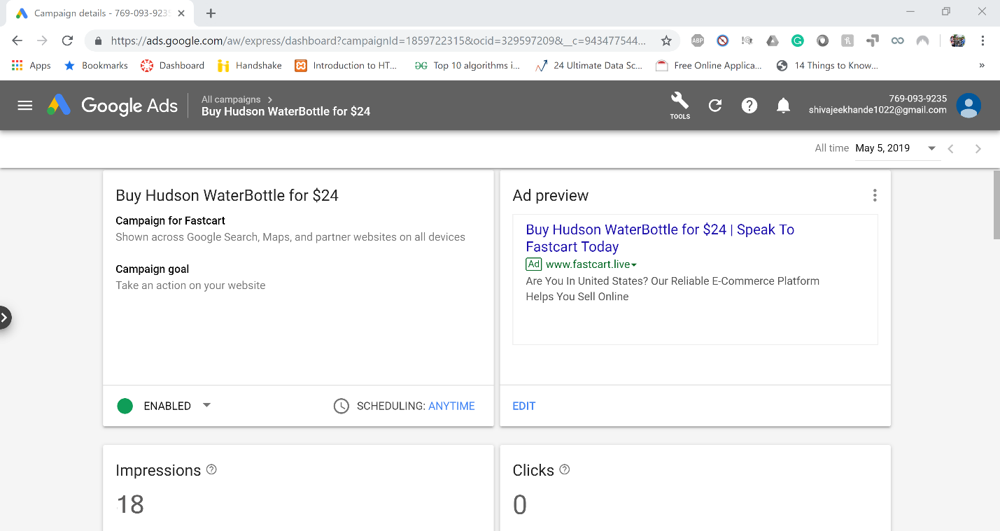 Campaign details - 769-093-923
https://ads.google.com/aw/express/dashboard?campaignId=1859722315&ocid=329597209&__c=943477544...
ABP
Apps
Bookmarks
Dashboard
Handshake
Introduction to HT...
Top 10 algorithms i...
24 Ultimate Data Sc...
Free Online Applica...
14 Things to Know...
»
Google Ads
All campaigns >
Buy Hudson WaterBottle for $24
TOOLS
769-093-9235
shivajeekhande1022@gmail.com
All time May 5, 2019
Buy Hudson WaterBottle for $24
Campaign for Fastcart
Shown across Google Search, Maps, and partner websites on all devices
Campaign goal
Take an action on your website
ENABLED
SCHEDULING: ANYTIME
Ad preview
Buy Hudson WaterBottle for $24 | Speak To
Fastcart Today
Ad www.fastcart.live
Are You In United States? Our Reliable E-Commerce Platform
Helps You Sell Online
EDIT
Impressions
18
Clicks
0